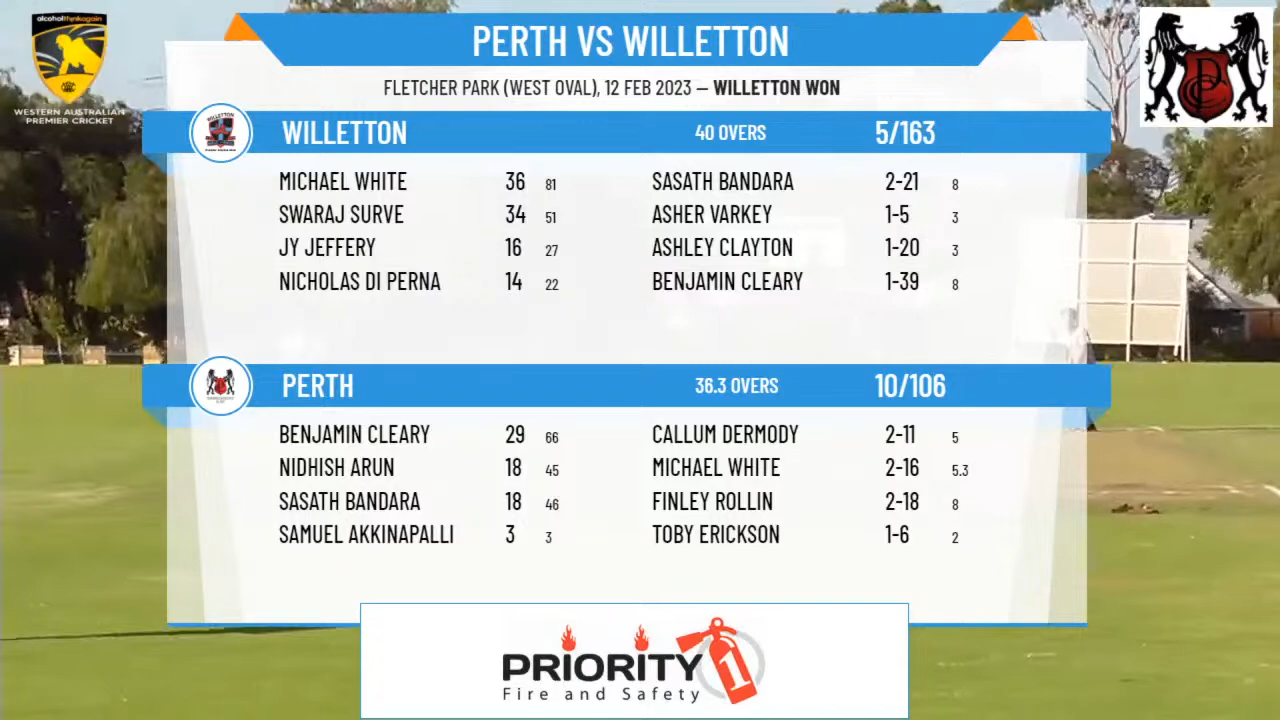 alcoholthinkagain
WESTERN AUSTRALIAN
PREMIER CRICKET
PERTH VS WILLETTON
FLETCHER PARK (WEST OVAL), 12 FEB 2023 – WILLETTON WON
WILLETTON 40 OVERS 5/163
MICHAEL WHITE 36 81 SASATH BANDARA 2-21 8
SWARAJ SURVE 34 51 ASHER VARKEY 1-5 3
JY JEFFERY 16 27 ASHLEY CLAYTON 1-20 3
NICHOLAS DI PERNA 14 22 BENJAMIN CLEARY 1-39 8
PERTH 36.3 OVERS 10/106
BENJAMIN CLEARY 29 66 CALLUM DERMODY 2-11 5
NIDHISH ARUN 18 45 MICHAEL WHITE 2-16 5.3
SASATH BANDARA 18 46 FINLEY ROLLIN 2-18 8
SAMUEL AKKINAPALLI 3 3 TOBY ERICKSON 1-6 2
PRIORITY 1
Fire and Safety